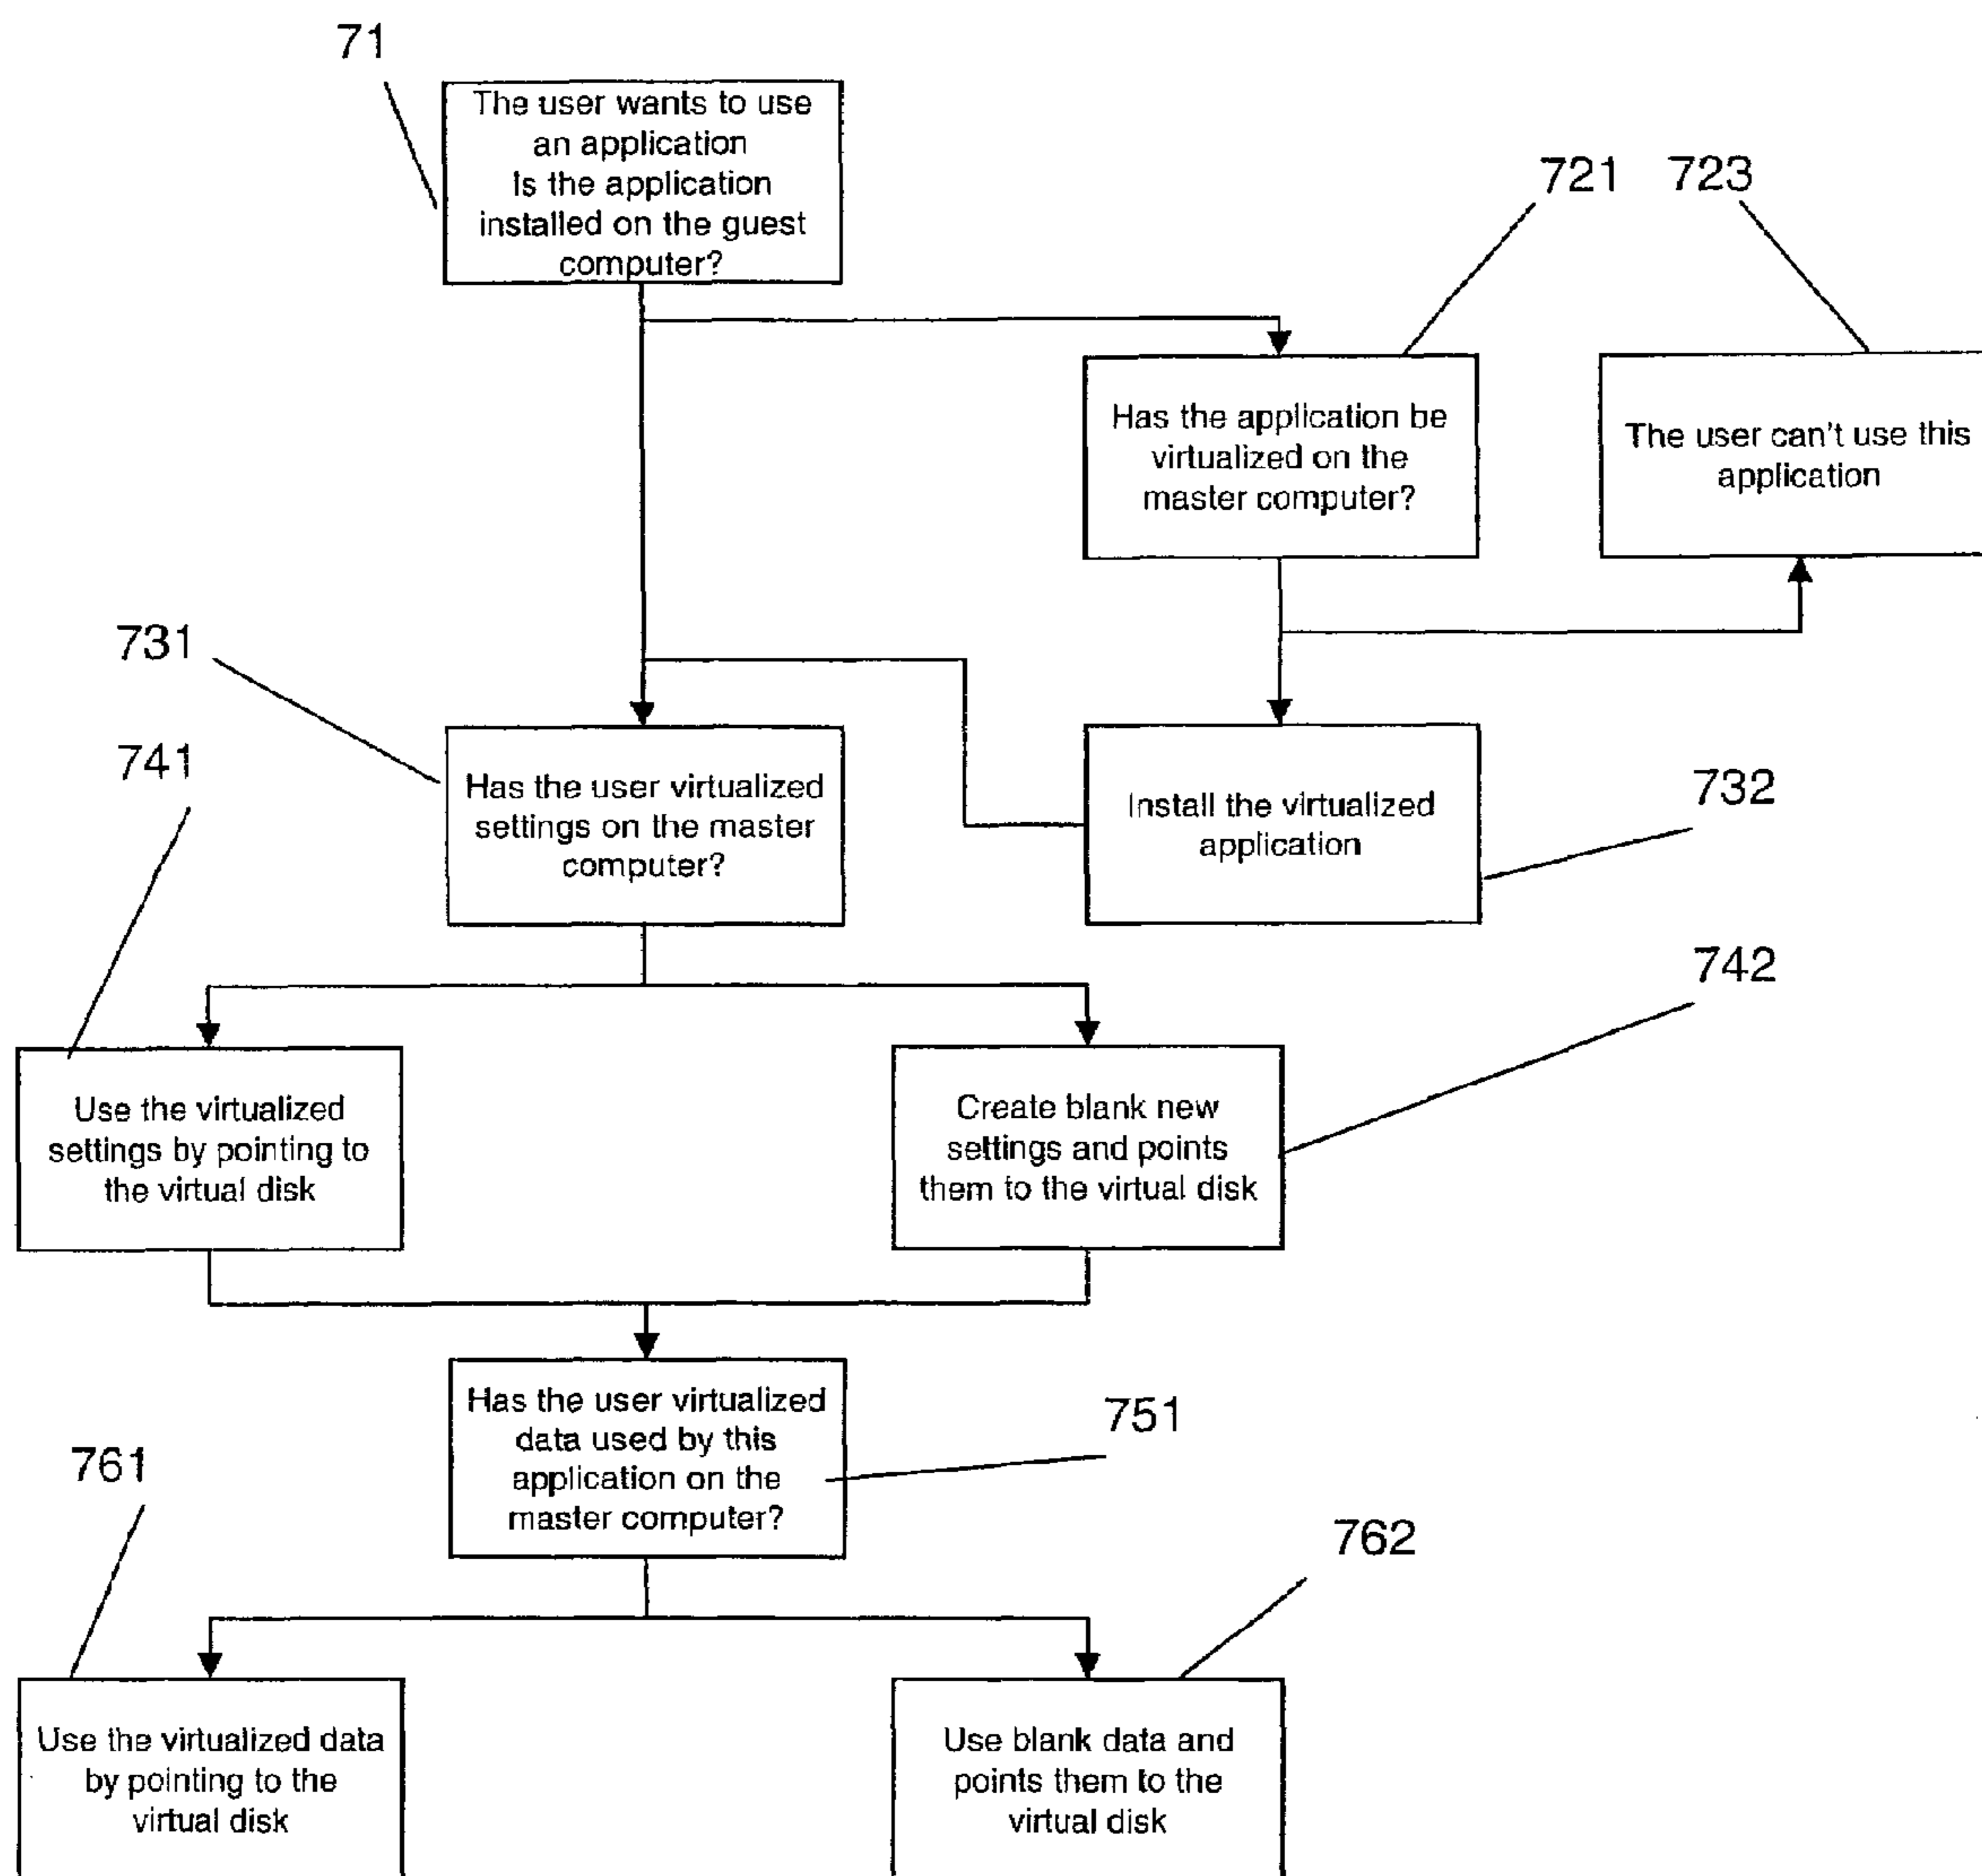 71
The user wants to use
an application
Is the application
installed on the guest
computer?
721
723
Has the application be
virtualized on the
master computer?
The user can't use this
application
731
741
Has the user virtualized
settings on the master
computer?
Install the virtualized
application
732
742
Use the virtualized
settings by pointing to
the virtual disk
Create blank new
settings and points
them to the virtual disk
Has the user virtualized
data used by this
application on the
master computer?
751
761
762
Use the virtualized data
by pointing to the
virtual disk
Use blank data and
points them to the
virtual disk